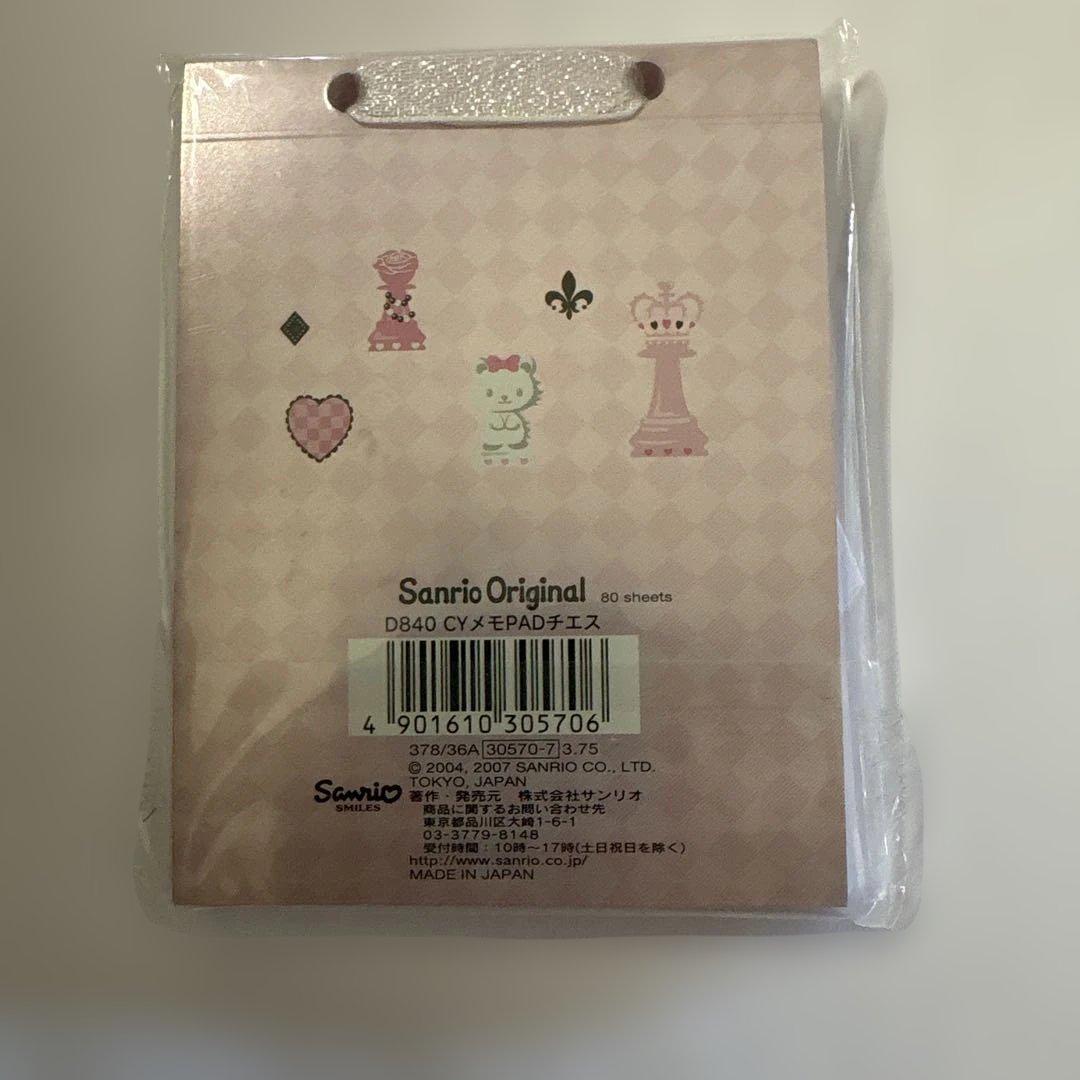 Sanrio Original 80 sheets
D840 CYメモPADチエス
4 901610 305706
378/36A 30570-7 3.75
© 2004, 2007 SANRIO CO., LTD.
TOKYO, JAPAN
Sanrio
SMILES
著作・発売元 株式会社サンリオ
商品に関するお問い合わせ先
東京都品川区大崎1-6-1
03-3779-8148
受付時間:10時～17時(土日祝日を除く)
http://www.sanrio.co.jp/
MADE IN JAPAN